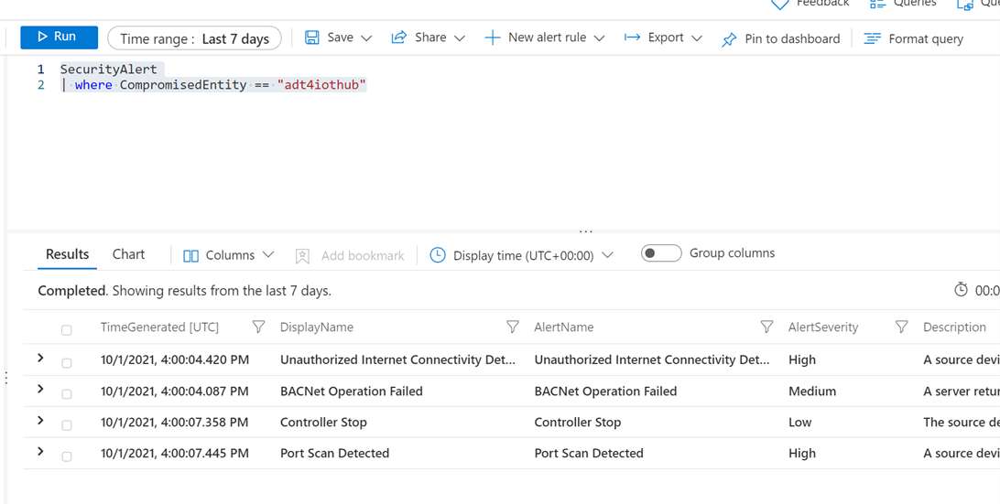 Feedback Queries
Run Time range : Last 7 days Save Share New alert rule Export Pin to dashboard Format query
1 SecurityAlert
2 | where CompromisedEntity == "adt4iothub"
...
Results Chart Columns Add bookmark Display time (UTC+00:00) Group columns
Completed. Showing results from the last 7 days. 00:0
TimeGenerated [UTC] DisplayName AlertName AlertSeverity Description
10/1/2021, 4:00:04.420 PM Unauthorized Internet Connectivity Det... Unauthorized Internet Connectivity Det... High A source devi
10/1/2021, 4:00:04.087 PM BACNet Operation Failed BACNet Operation Failed Medium A server retu
10/1/2021, 4:00:07.358 PM Controller Stop Controller Stop Low The source de
10/1/2021, 4:00:07.445 PM Port Scan Detected Port Scan Detected High A source devi